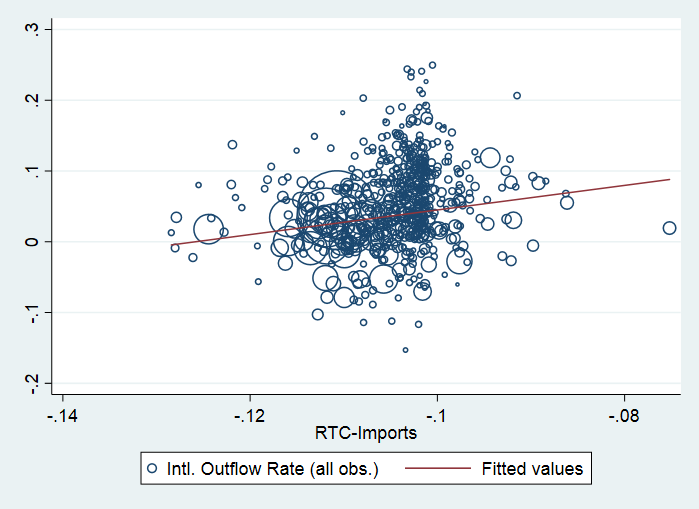 .3
.2
.1
0
-.1
-.2
-.14 -.12 -.1 -.08
RTC-Imports
Intl. Outflow Rate (all obs.) Fitted values